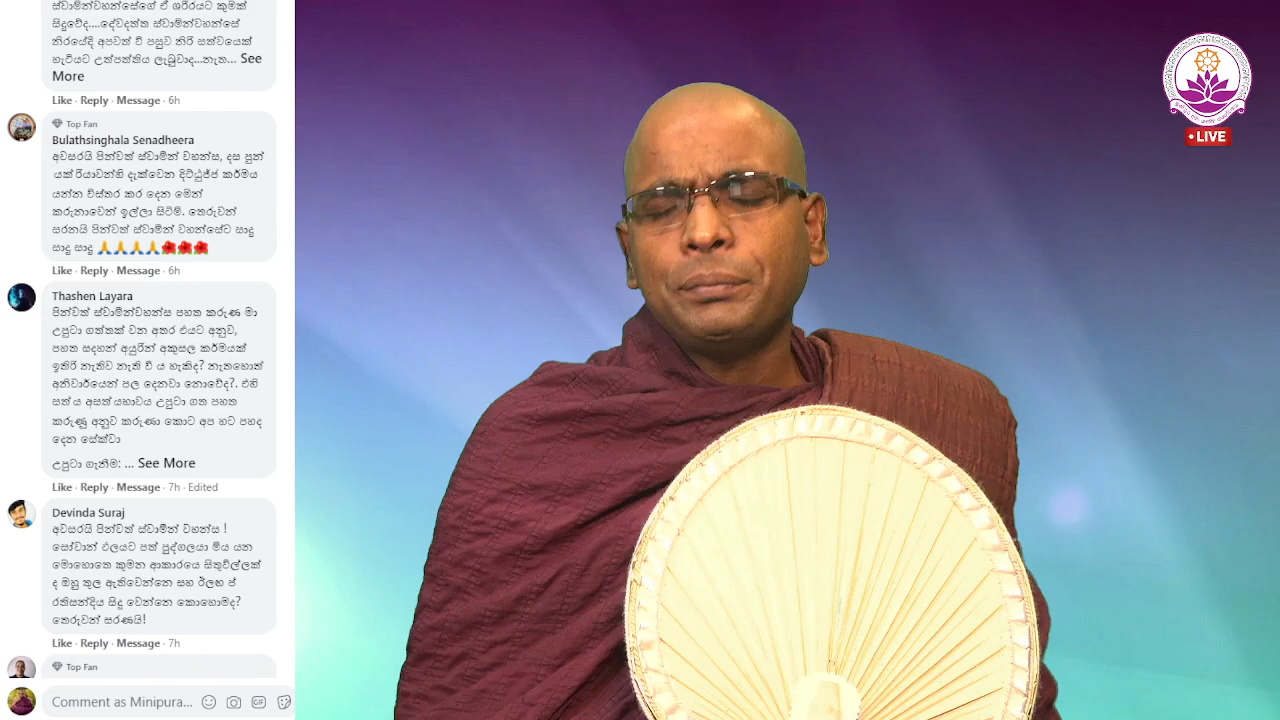 ස්වාමින්වහන්සේගේ ඒ ශරීරයට කුමක්
සිදුවේද....දේවදත්ත ස්වාමින්වහන්සේ
නිරයේදි අපවත් වී පසුව නිරි සත්වයෙක්
හැටියට උත්පත්තිය ලැබුවාද...නැත... See
More
Like · Reply · Message · 6h
Top Fan
Bulathsinghala Senadheera
අවසරයි පින්වත් ස්වාමින් වහන්ස, දස පුන්
යක්‍රියාවන්හි දැක්වෙන දිට්ඨුජ්ජු කර්මය
යන්න විස්තර කර දෙන මෙන්
කරුනාවෙන් ඉල්ලා සිටිමි. තෙරුවන්
සරනයි පින්වත් ස්වාමින් වහන්සේට සාදු
සාදු සාදු 🙏🙏🙏🙏🌺🌺🌺
Like · Reply · Message · 6h
Thashen Layara
පින්වත් ස්වාමින්වහන්ස පහත කරුණ මා
උපුටා ගත්තක් වන අතර එයට අනුව,
පහත සදහන් අයුරින් අකුසල කර්මයක්
ඉතිරි නැතිව නැති වී ය හැකිද? නැතහොත්
අනිවාර්යෙන් පල දෙනවා නොවේද?. එහි
සත්‍ය අසත්‍යභාවය උපුටා ගත පහත
කරුණු අනුව කරුණා කොට අප හට පහද
දෙන සේක්වා
උපුටා ගැනීම: ... See More
Like · Reply · Message · 7h · Edited
Devinda Suraj
අවසරයි පින්වත් ස්වාමීන් වහන්ස !
සෝවාන් ඵලයට පත් පුද්ගලයා මිය යන
මොහොතෙ කුමන ආකාරයෙ සිතුවිල්ලක්
ද ඔහු තුල ඇතිවෙන්නෙ සහ ඊලඟ ප්
රතිසන්දිය සිදු වෙන්නෙ කොහොමද?
තෙරුවන් සරණයි!
Like · Reply · Message · 7h
Top Fan
Comment as Minipura...
GIF
LIVE